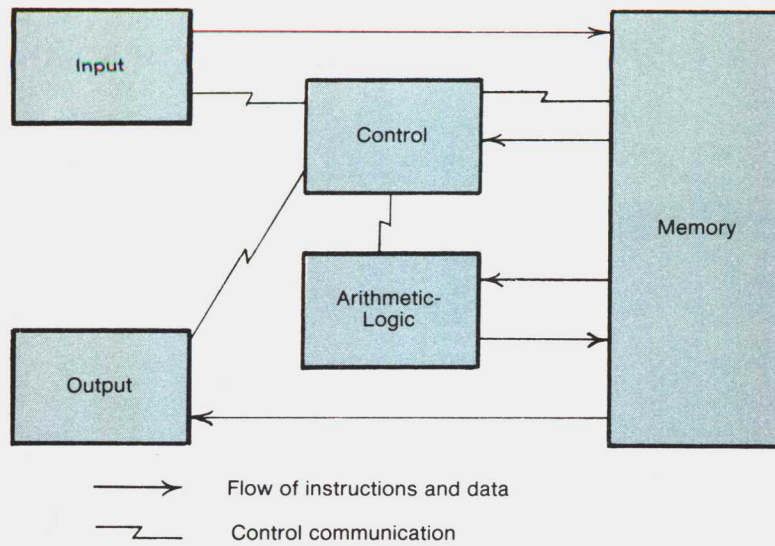 Input
Control
Memory
Arithmetic-
Logic
Output
Flow of instructions and data
Control communication